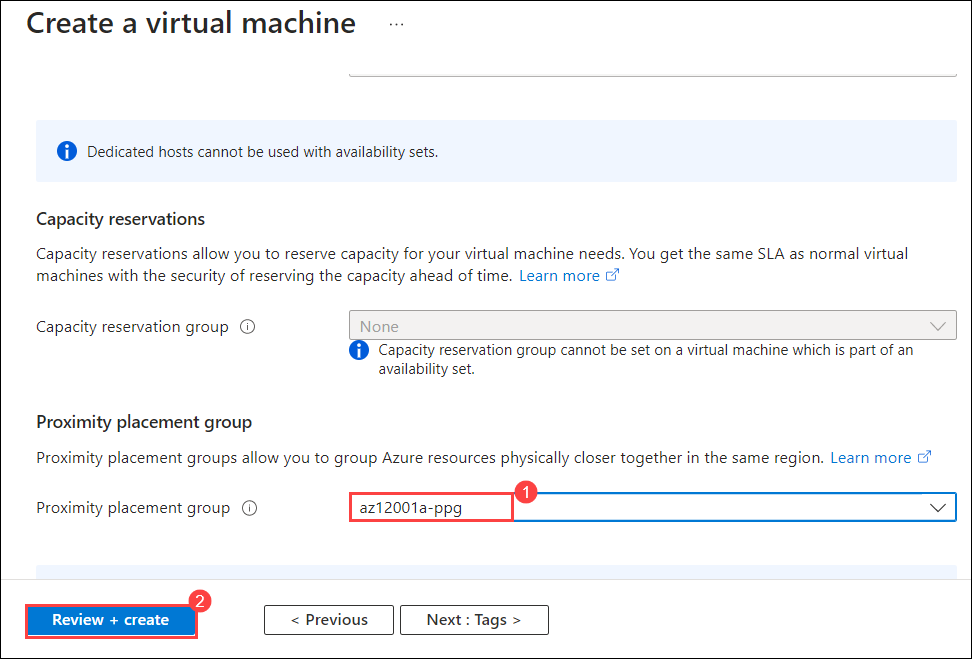 Create a virtual machine ...
Dedicated hosts cannot be used with availability sets.
Capacity reservations
Capacity reservations allow you to reserve capacity for your virtual machine needs. You get the same SLA as normal virtual
machines with the security of reserving the capacity ahead of time. Learn more
Capacity reservation group
None
Capacity reservation group cannot be set on a virtual machine which is part of an
availability set.
Proximity placement group
Proximity placement groups allow you to group Azure resources physically closer together in the same region. Learn more
1
Proximity placement group
az12001a-ppg
2
Review + create
< Previous
Next : Tags >